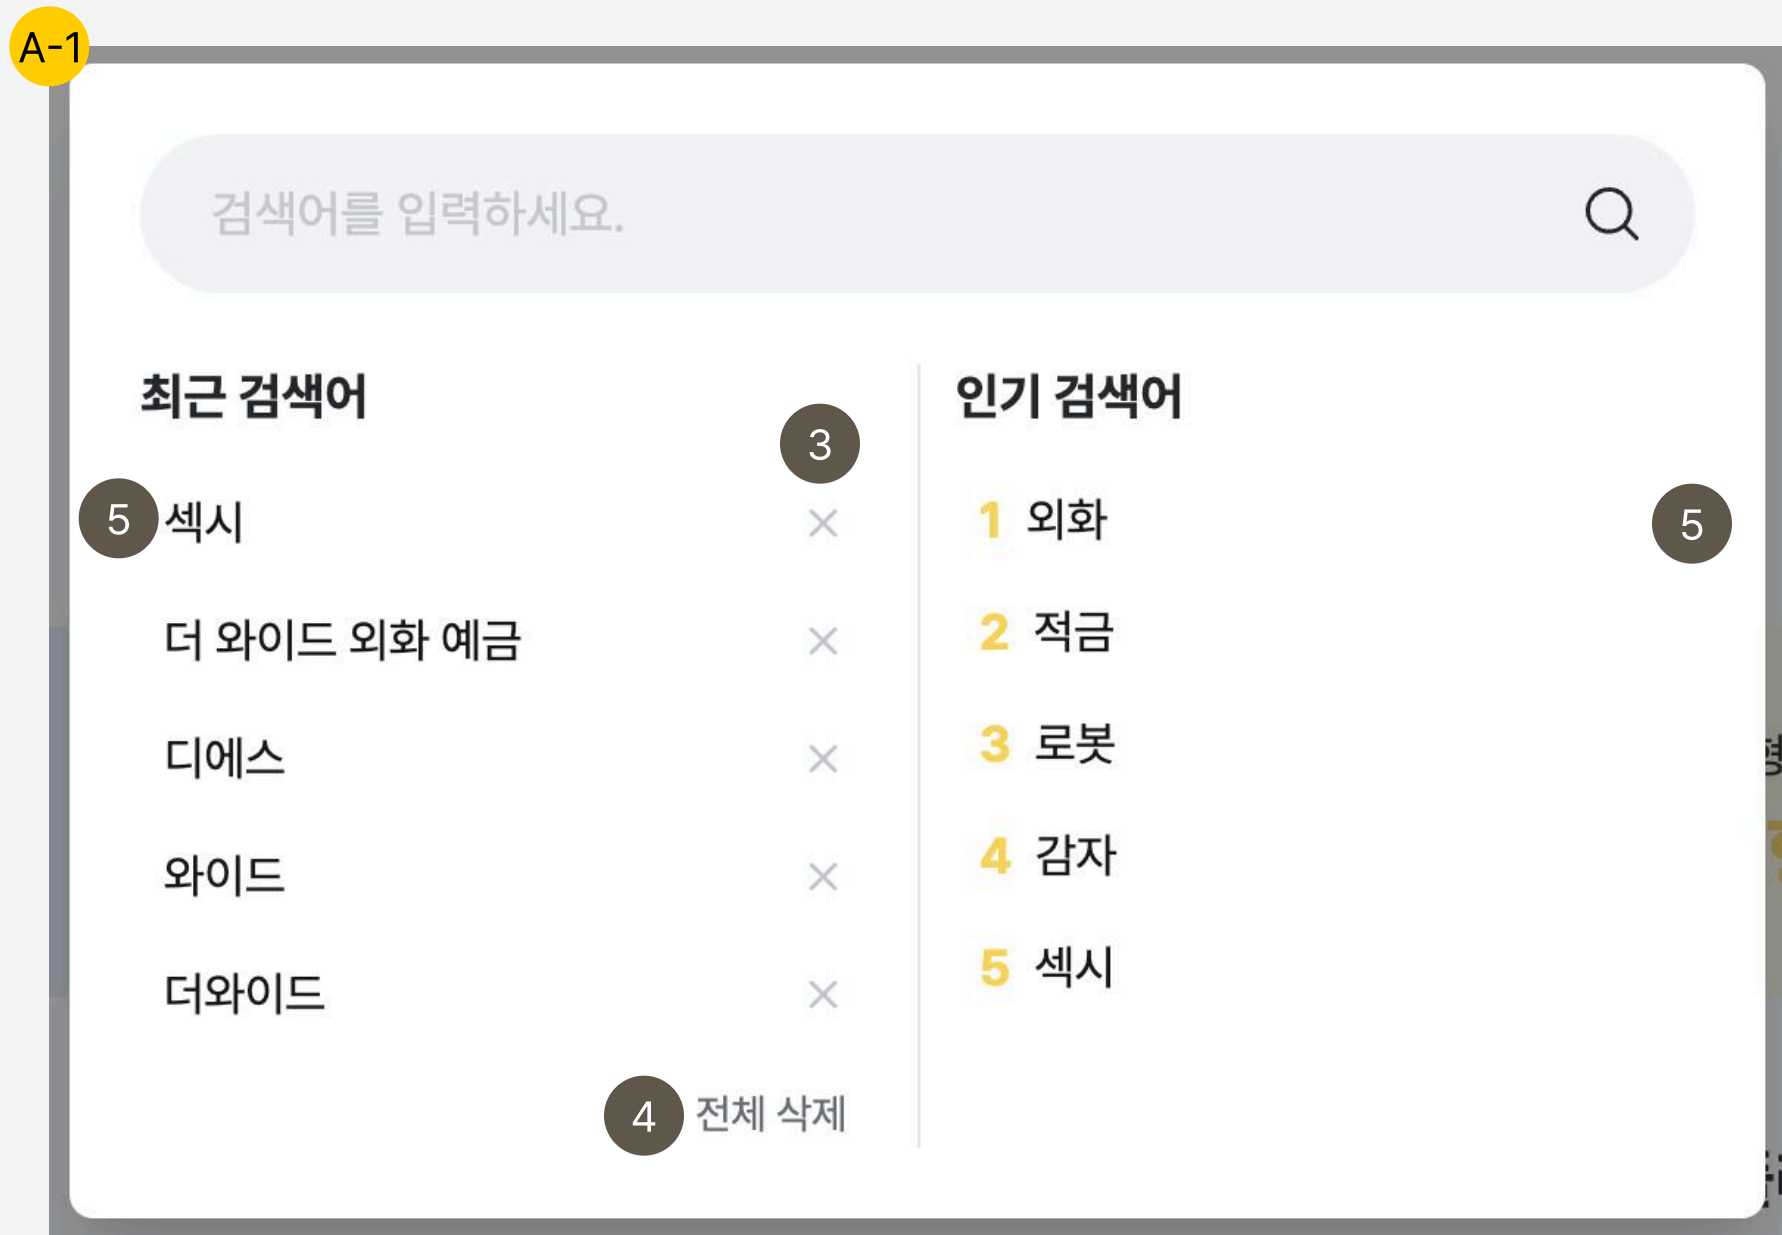 A-1
검색어를 입력하세요.
최근 검색어
3
5 섹시
더 와이드 외화 예금
디에스
와이드
더와이드
4 전체 삭제
인기 검색어
1 외화
5
2 적금
3 로봇
4 감자
5 섹시